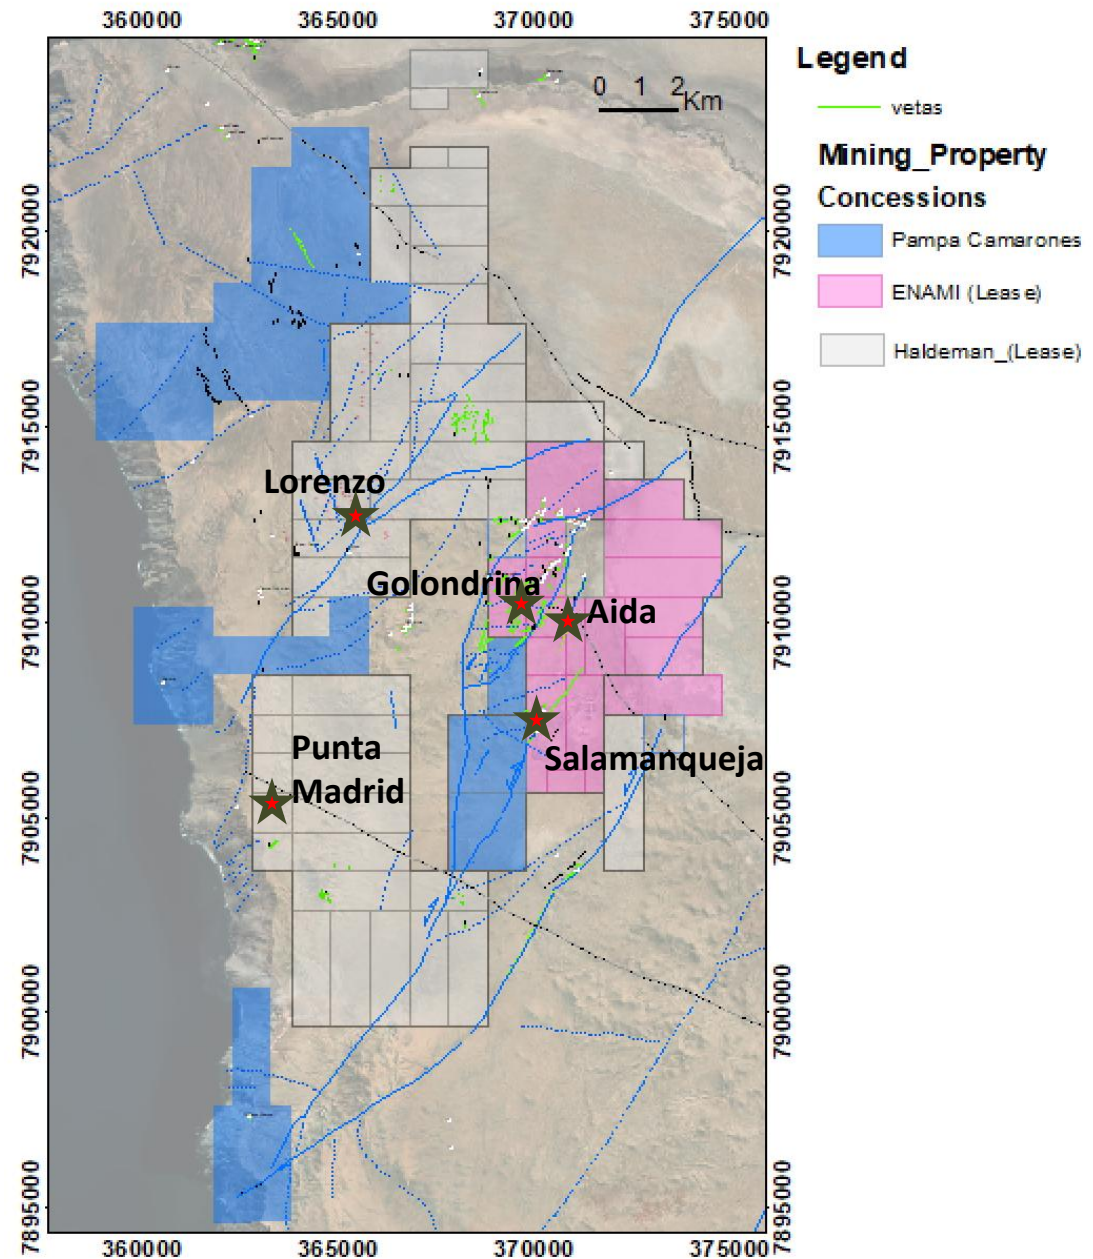 360000 365000 370000 375000
0 1 2 Km
Legend
vetas
Mining_Property
Concessions
Pampa Camarones
ENAMI (Lease)
Haldeman_(Lease)
7920000 7920000
7915000 7915000
Lorenzo
Golondrina
Aida
7910000 7910000
Salamanqueja
Punta
Madrid
7905000 7905000
7900000 7900000
7895000 7895000
360000 365000 370000 375000